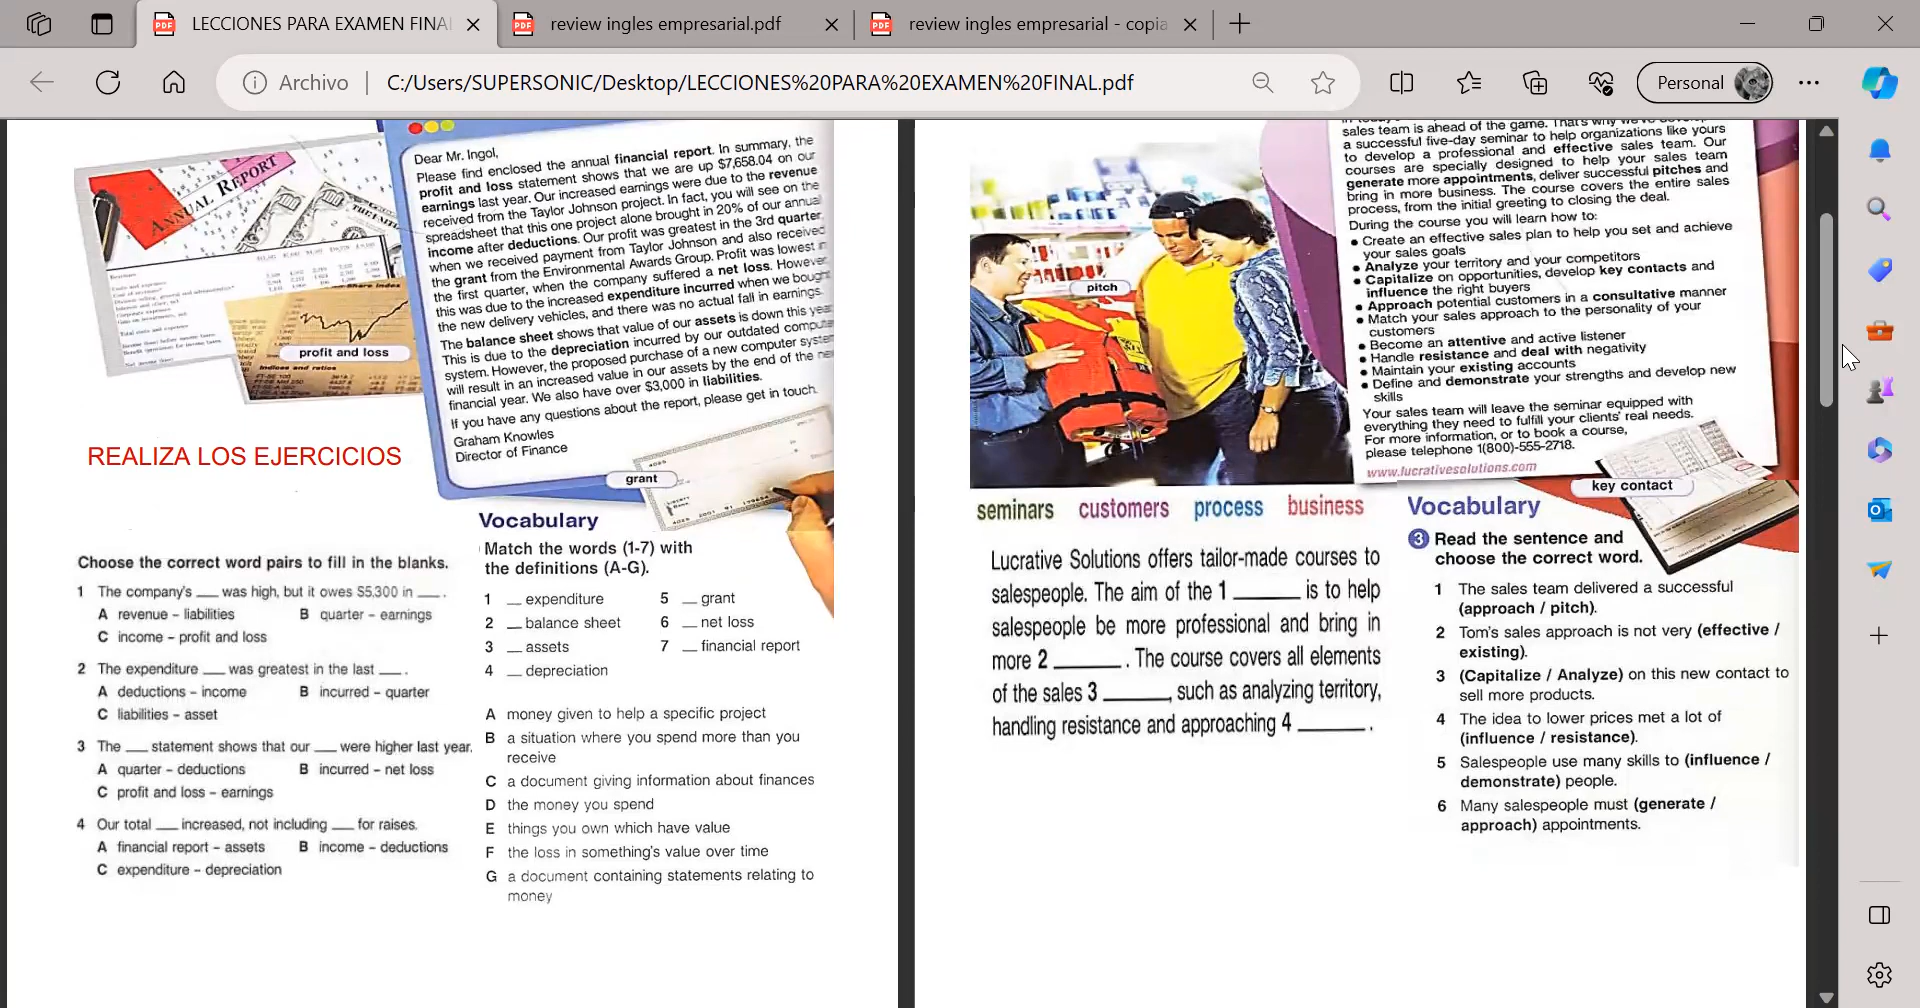 LECCIONES PARA EXAMEN FINAL
review ingles empresarial.pdf
review ingles empresarial - copia
Archivo
C:/Users/SUPERSONIC/Desktop/LECCIONES%20PARA%20EXAMEN%20FINAL.pdf
Personal
ANNUAL REPORT
Share Index
Indices and ratios
profit and loss
Dear Mr. Ingol,
Please find enclosed the annual financial report. In summary, the
profit and loss statement shows that we are up $7,658.04 on our
earnings last year. Our increased earnings were due to the revenue
received from the Taylor Johnson project. In fact, you will see on the
spreadsheet that this one project alone brought in 20% of our annual
income after deductions. Our profit was greatest in the 3rd quarter,
when we received payment from Taylor Johnson and also received
the grant from the Environmental Awards Group. Profit was lowest in
the first quarter, when the company suffered a net loss. However,
this was due to the increased expenditure incurred when we bought
the new delivery vehicles, and there was no actual fall in earnings.
The balance sheet shows that value of our assets is down this year
This is due to the depreciation incurred by our outdated computer
system. However, the proposed purchase of a new computer system
will result in an increased value in our assets by the end of the
financial year. We also have over $3,000 in liabilities.
If you have any questions about the report, please get in touch.
Graham Knowles
Director of Finance
grant
REALIZA LOS EJERCICIOS
Choose the correct word pairs to fill in the blanks.
1 The company's ___ was high, but it owes $5,300 in ___ .
A revenue – liabilities B quarter – earnings
C income – profit and loss
2 The expenditure ___ was greatest in the last ___ .
A deductions – income B incurred – quarter
C liabilities – asset
3 The ___ statement shows that our ___ were higher last year.
A quarter – deductions B incurred – net loss
C profit and loss – earnings
4 Our total ___ increased, not including ___ for raises.
A financial report – assets B income – deductions
C expenditure – depreciation
Vocabulary
Match the words (1-7) with
the definitions (A-G).
1 __ expenditure 5 __ grant
2 __ balance sheet 6 __ net loss
3 __ assets 7 __ financial report
4 __ depreciation
A money given to help a specific project
B a situation where you spend more than you
receive
C a document giving information about finances
D the money you spend
E things you own which have value
F the loss in something's value over time
G a document containing statements relating to
money
pitch
sales team is ahead of the game. That's why
a successful five-day seminar to help organizations like yours
to develop a professional and effective sales team. Our
courses are specially designed to help your sales team
generate more appointments, deliver successful pitches and
bring in more business. The course covers the entire sales
process, from the initial greeting to closing the deal.
During the course you will learn how to:
• Create an effective sales plan to help you set and achieve
your sales goals
• Analyze your territory and your competitors
• Capitalize on opportunities, develop key contacts and
influence the right buyers
• Approach potential customers in a consultative manner
• Match your sales approach to the personality of your
customers
• Become an attentive and active listener
• Handle resistance and deal with negativity
• Maintain your existing accounts
• Define and demonstrate your strengths and develop new
skills
Your sales team will leave the seminar equipped with
everything they need to fulfill your clients' real needs.
For more information, or to book a course,
please telephone 1(800)-555-2718.
www.lucrativesolutions.com
key contact
seminars customers process business
Lucrative Solutions offers tailor-made courses to
salespeople. The aim of the 1 ______ is to help
salespeople be more professional and bring in
more 2 ______ . The course covers all elements
of the sales 3 ______, such as analyzing territory,
handling resistance and approaching 4 ______ .
Vocabulary
3 Read the sentence and
choose the correct word.
1 The sales team delivered a successful
(approach / pitch).
2 Tom's sales approach is not very (effective /
existing).
3 (Capitalize / Analyze) on this new contact to
sell more products.
4 The idea to lower prices met a lot of
(influence / resistance).
5 Salespeople use many skills to (influence /
demonstrate) people.
6 Many salespeople must (generate /
approach) appointments.